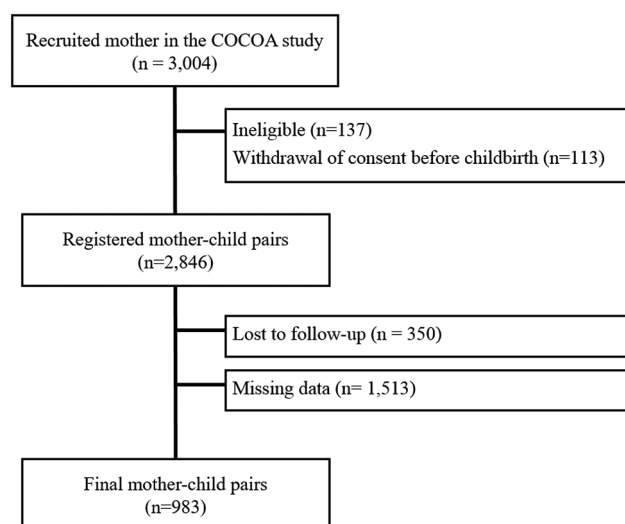 Recruited mother in the COCOA study
(n = 3,004)
Ineligible (n=137)
Withdrawal of consent before childbirth (n=113)
Registered mother-child pairs
(n=2,846)
Lost to follow-up (n = 350)
Missing data (n= 1,513)
Final mother-child pairs
(n=983)